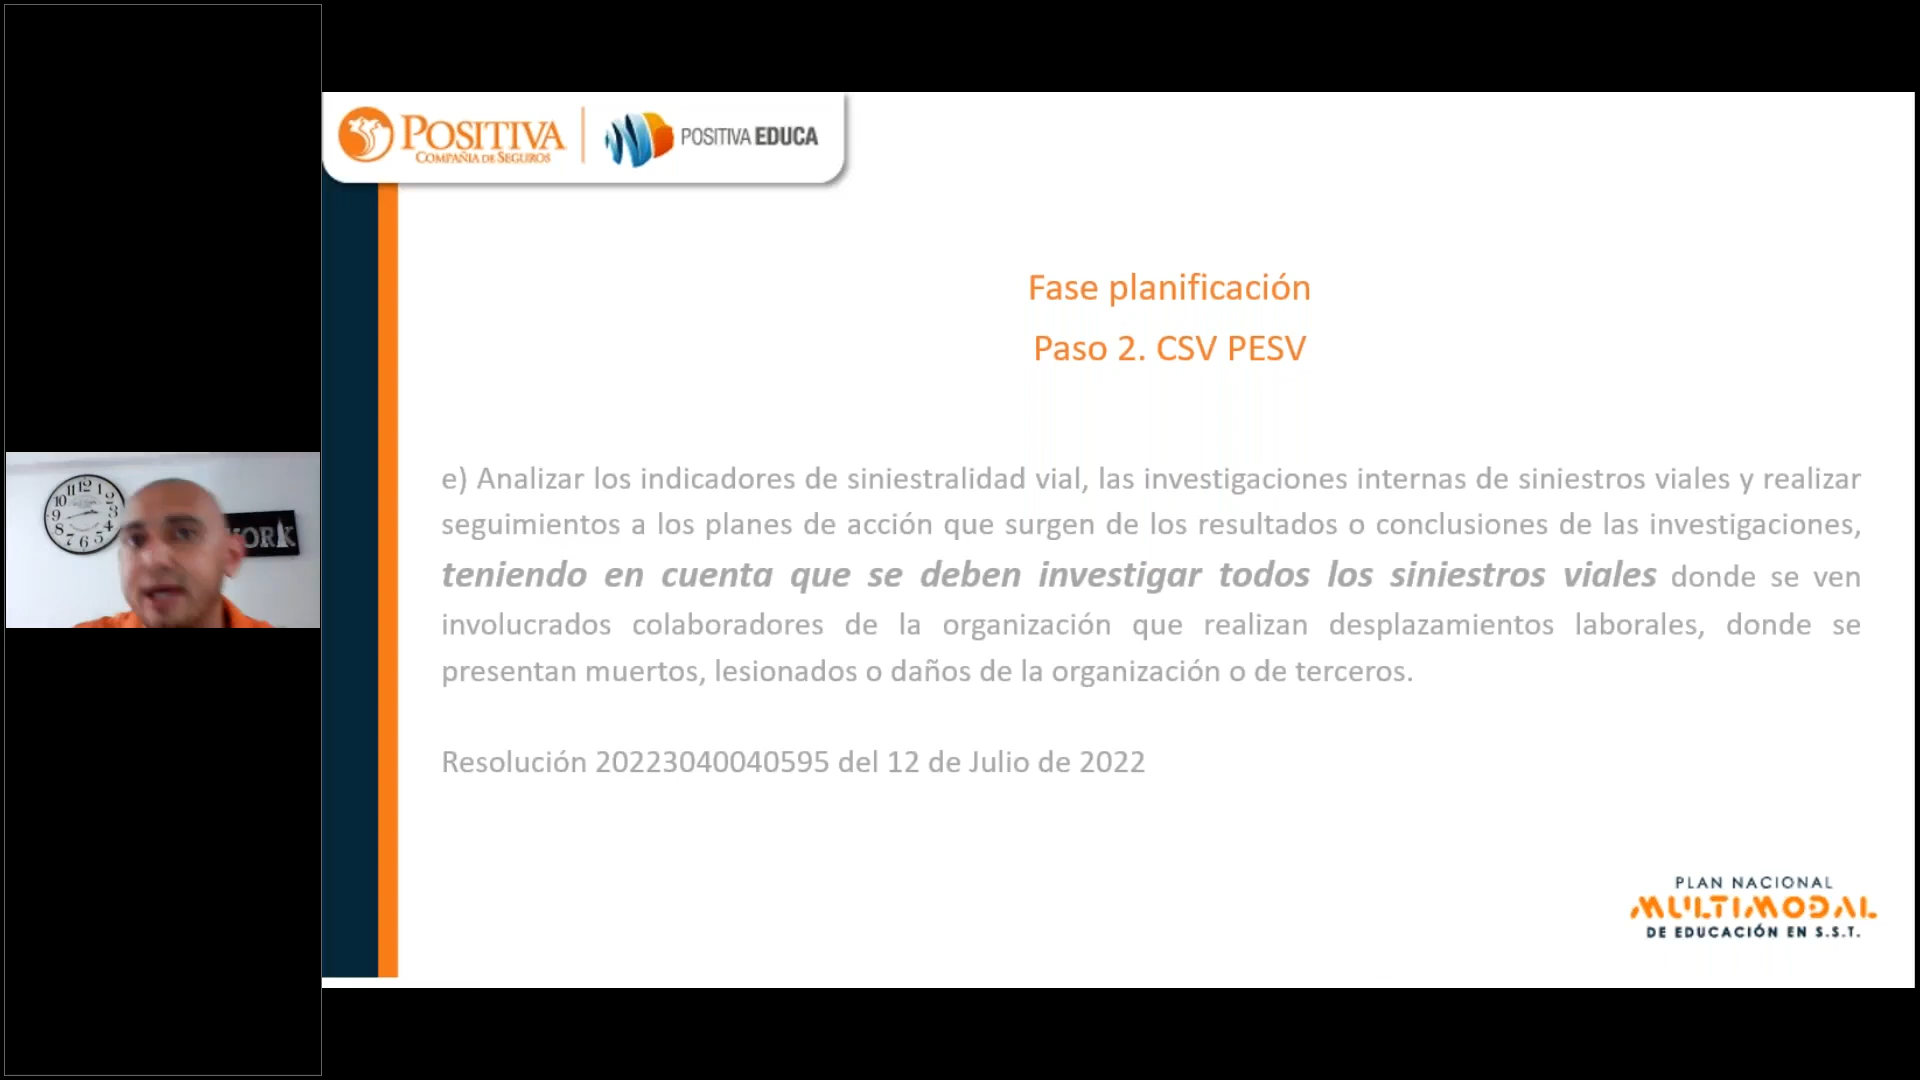 POSITIVA
COMPAÑIA DE SEGUROS
POSITIVA EDUCA
Fase planificación
Paso 2. CSV PESV
e) Analizar los indicadores de siniestralidad vial, las investigaciones internas de siniestros viales y realizar
seguimientos a los planes de acción que surgen de los resultados o conclusiones de las investigaciones,
teniendo en cuenta que se deben investigar todos los siniestros viales donde se ven
involucrados colaboradores de la organización que realizan desplazamientos laborales, donde se
presentan muertos, lesionados o daños de la organización o de terceros.
Resolución 20223040040595 del 12 de Julio de 2022
PLAN NACIONAL
MULTIMODAL
DE EDUCACIÓN EN S.S.T.